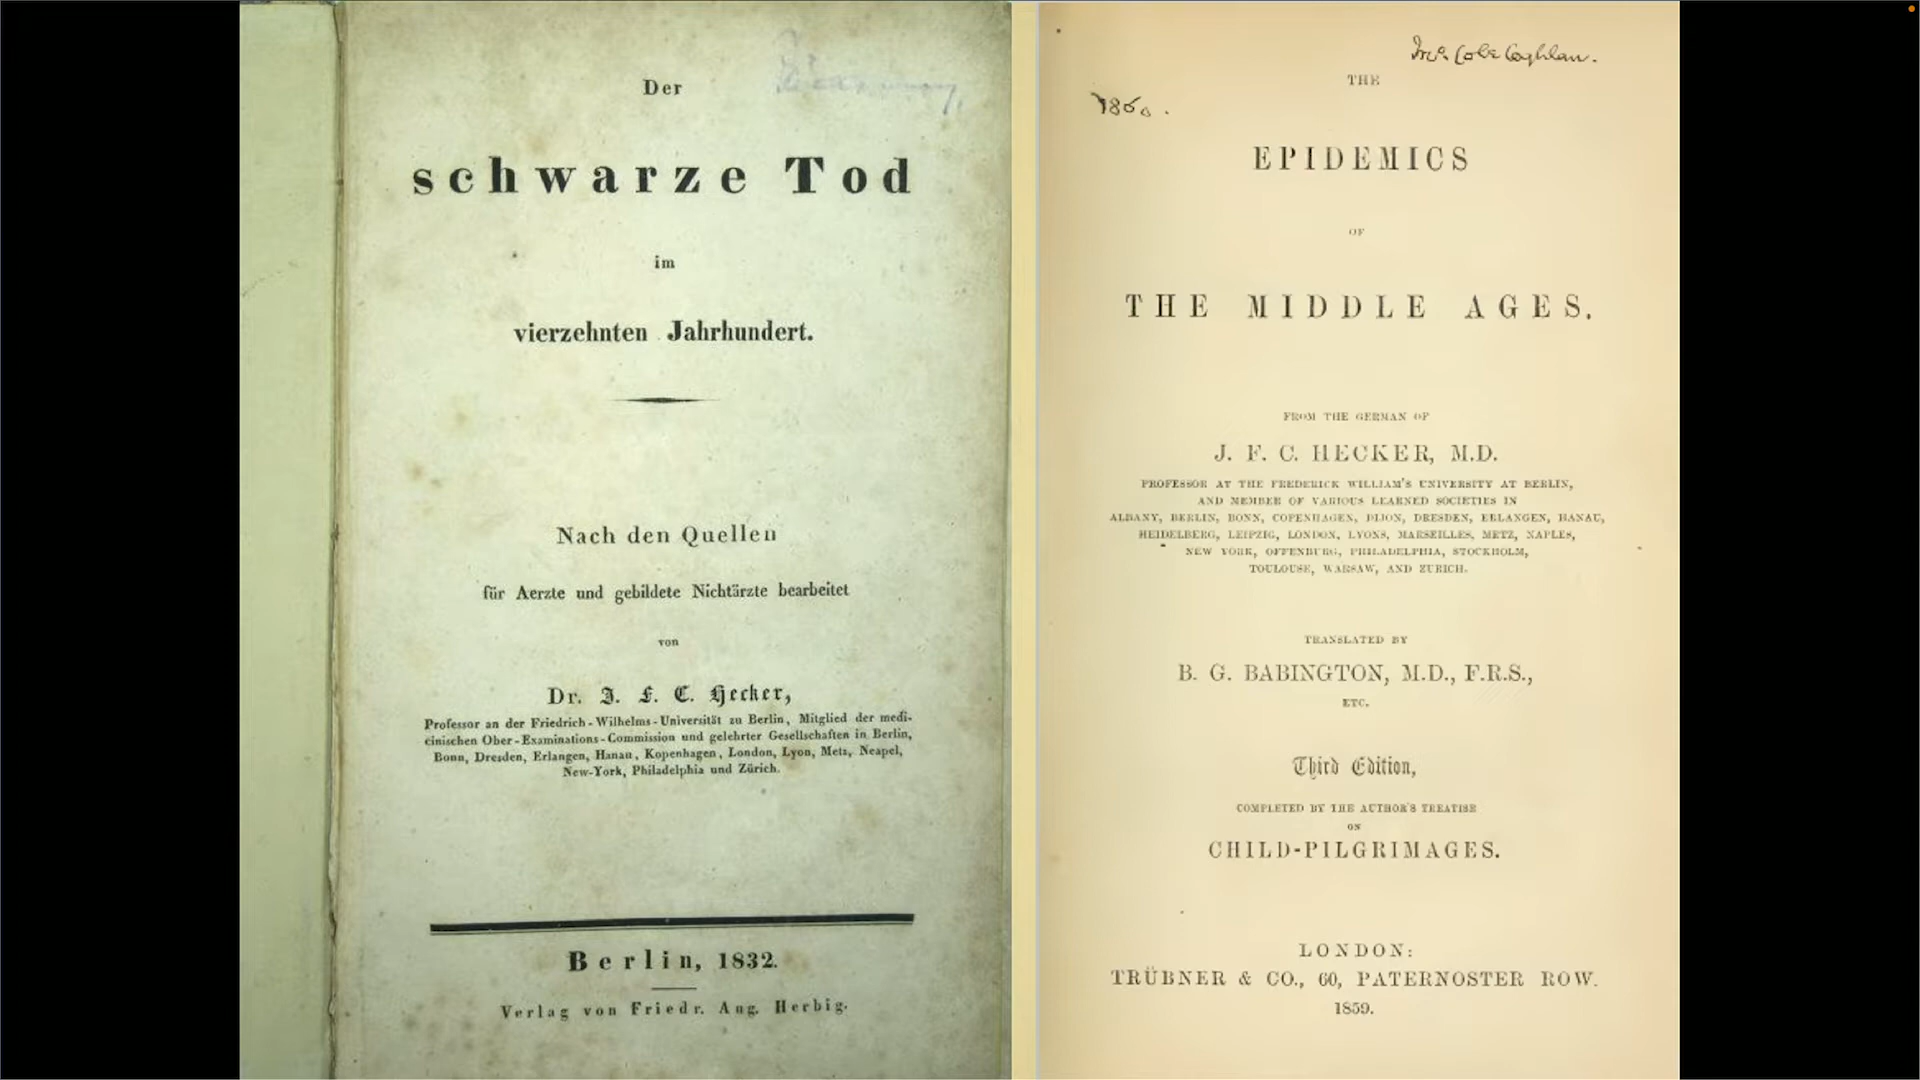 Der
schwarze Tod
im
vierzehnten Jahrhundert.
Nach den Quellen
für Aerzte und gebildete Nichtärzte bearbeitet
von
Dr. J. F. C. Hecker,
Professor an der Friedrich-Wilhelms-Universität zu Berlin, Mitglied der medi-
cinischen Ober-Examinations-Commission und gelehrter Gesellschaften in Berlin,
Bonn, Dresden, Erlangen, Hanau, Kopenhagen, London, Lyon, Metz, Neapel,
New-York, Philadelphia und Zürich.
Berlin, 1832.
Verlag von Friedr. Aug. Herbig.
THE
1860.
EPIDEMICS
OF
THE MIDDLE AGES.
FROM THE GERMAN OF
J. F. C. HECKER, M.D.
PROFESSOR AT THE FREDERICK WILLIAM'S UNIVERSITY AT BERLIN,
AND MEMBER OF VARIOUS LEARNED SOCIETIES IN
ALBANY, BERLIN, BONN, COPENHAGEN, DIJON, DRESDEN, ERLANGEN, HANAU,
HEIDELBERG, LEIPZIG, LONDON, LYONS, MARSEILLES, METZ, NAPLES,
NEW YORK, OFFENBURG, PHILADELPHIA, STOCKHOLM,
TOULOUSE, WARSAW, AND ZURICH.
TRANSLATED BY
B. G. BABINGTON, M.D., F.R.S.,
ETC.
Third Edition,
COMPLETED BY THE AUTHOR'S TREATISE
ON
CHILD-PILGRIMAGES.
LONDON:
TRÜBNER & CO., 60, PATERNOSTER ROW.
1859.